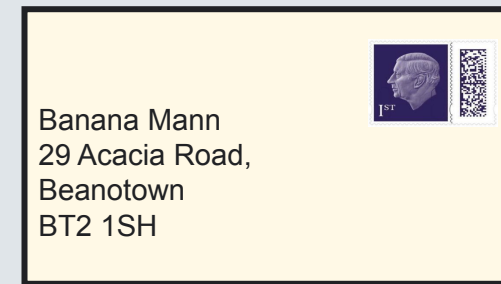 1ST
Banana Mann
29 Acacia Road,
Beanotown
BT2 1SH